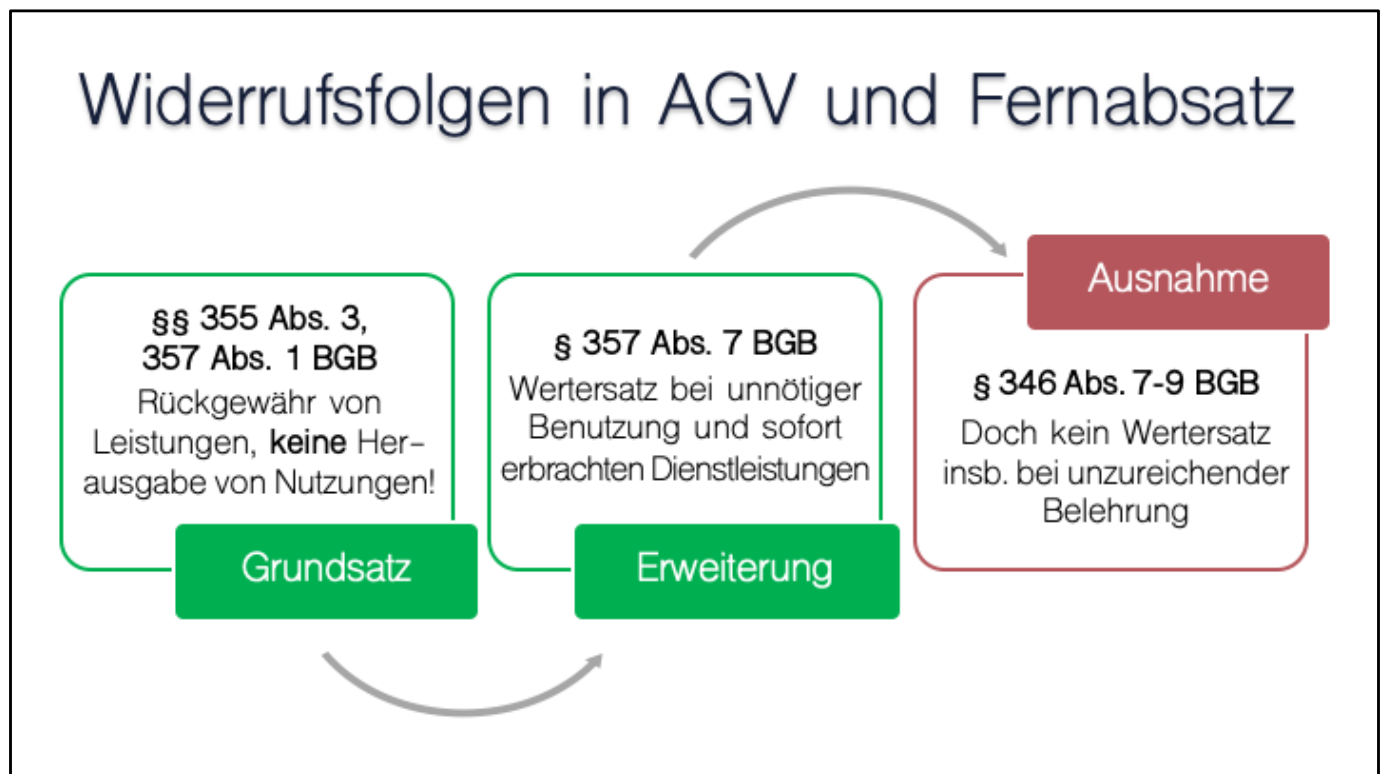 Widerrufsfolgen in AGV und Fernabsatz
§§ 355 Abs. 3,
357 Abs. 1 BGB
Rückgewähr von
Leistungen, keine Her-
ausgabe von Nutzungen!
Grundsatz
§ 357 Abs. 7 BGB
Wertersatz bei unnötiger
Benutzung und sofort
erbrachten Dienstleistungen
Erweiterung
Ausnahme
§ 346 Abs. 7-9 BGB
Doch kein Wertersatz
insb. bei unzureichender
Belehrung